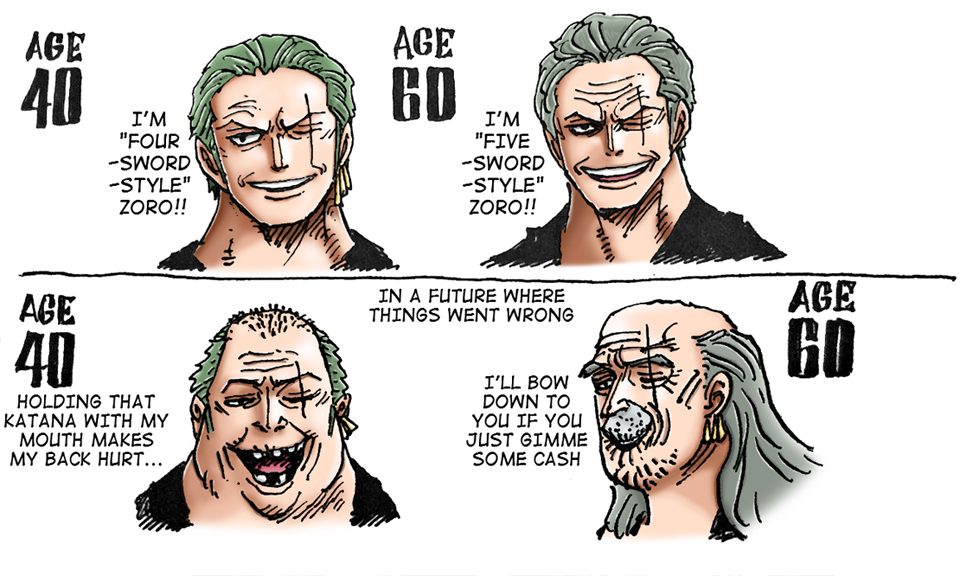 AGE
40
I'M
"FOUR
-SWORD
-STYLE"
ZORO!!
AGE
60
I'M
"FIVE
-SWORD
-STYLE"
ZORO!!
IN A FUTURE WHERE
THINGS WENT WRONG
AGE
40
HOLDING THAT
KATANA WITH MY
MOUTH MAKES
MY BACK HURT...
AGE
60
I'LL BOW
DOWN TO
YOU IF YOU
JUST GIMME
SOME CASH